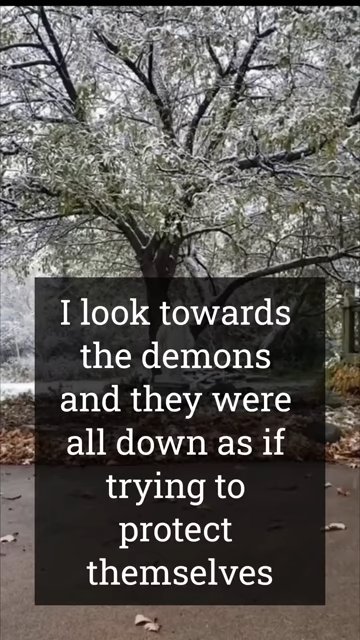 I look towards
the demons
and they were
all down as if
trying to
protect
themselves